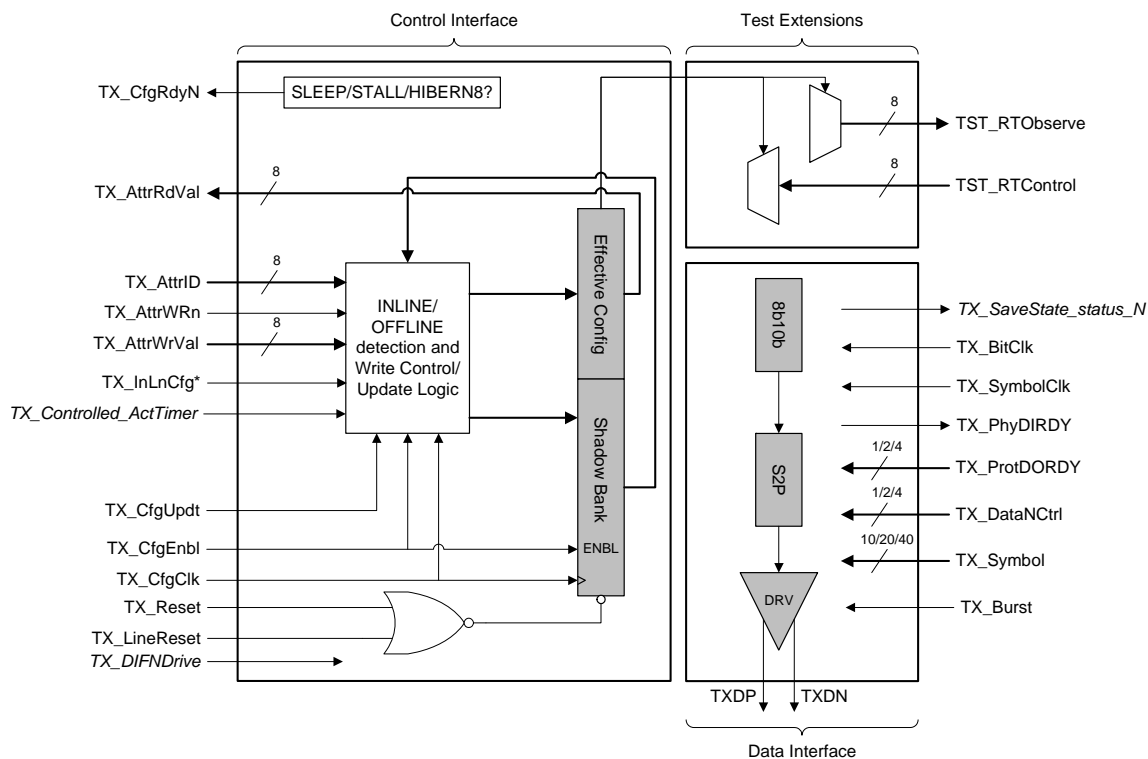 Control Interface
Test Extensions
TX_CfgRdyN
SLEEP/STALL/HIBERN8?
8
TST_RTObserve
8
TST_RTControl
8
TX_AttrRdVal
Effective Config
8
TX_AttrID
TX_AttrWRn
8
TX_AttrWrVal
TX_InLnCfg*
TX_Controlled_ActTimer
INLINE/
OFFLINE
detection and
Write Control/
Update Logic
Shadow Bank
TX_CfgUpdt
TX_CfgEnbl
ENBL
TX_CfgClk
TX_Reset
TX_LineReset
TX_DIFNDrive
8b10b
S2P
DRV
TX_SaveState_status_N
TX_BitClk
TX_SymbolClk
TX_PhyDIRDY
1/2/4
TX_ProtDORDY
1/2/4
TX_DataNCtrl
10/20/40
TX_Symbol
TX_Burst
TXDP
TXDN
Data Interface